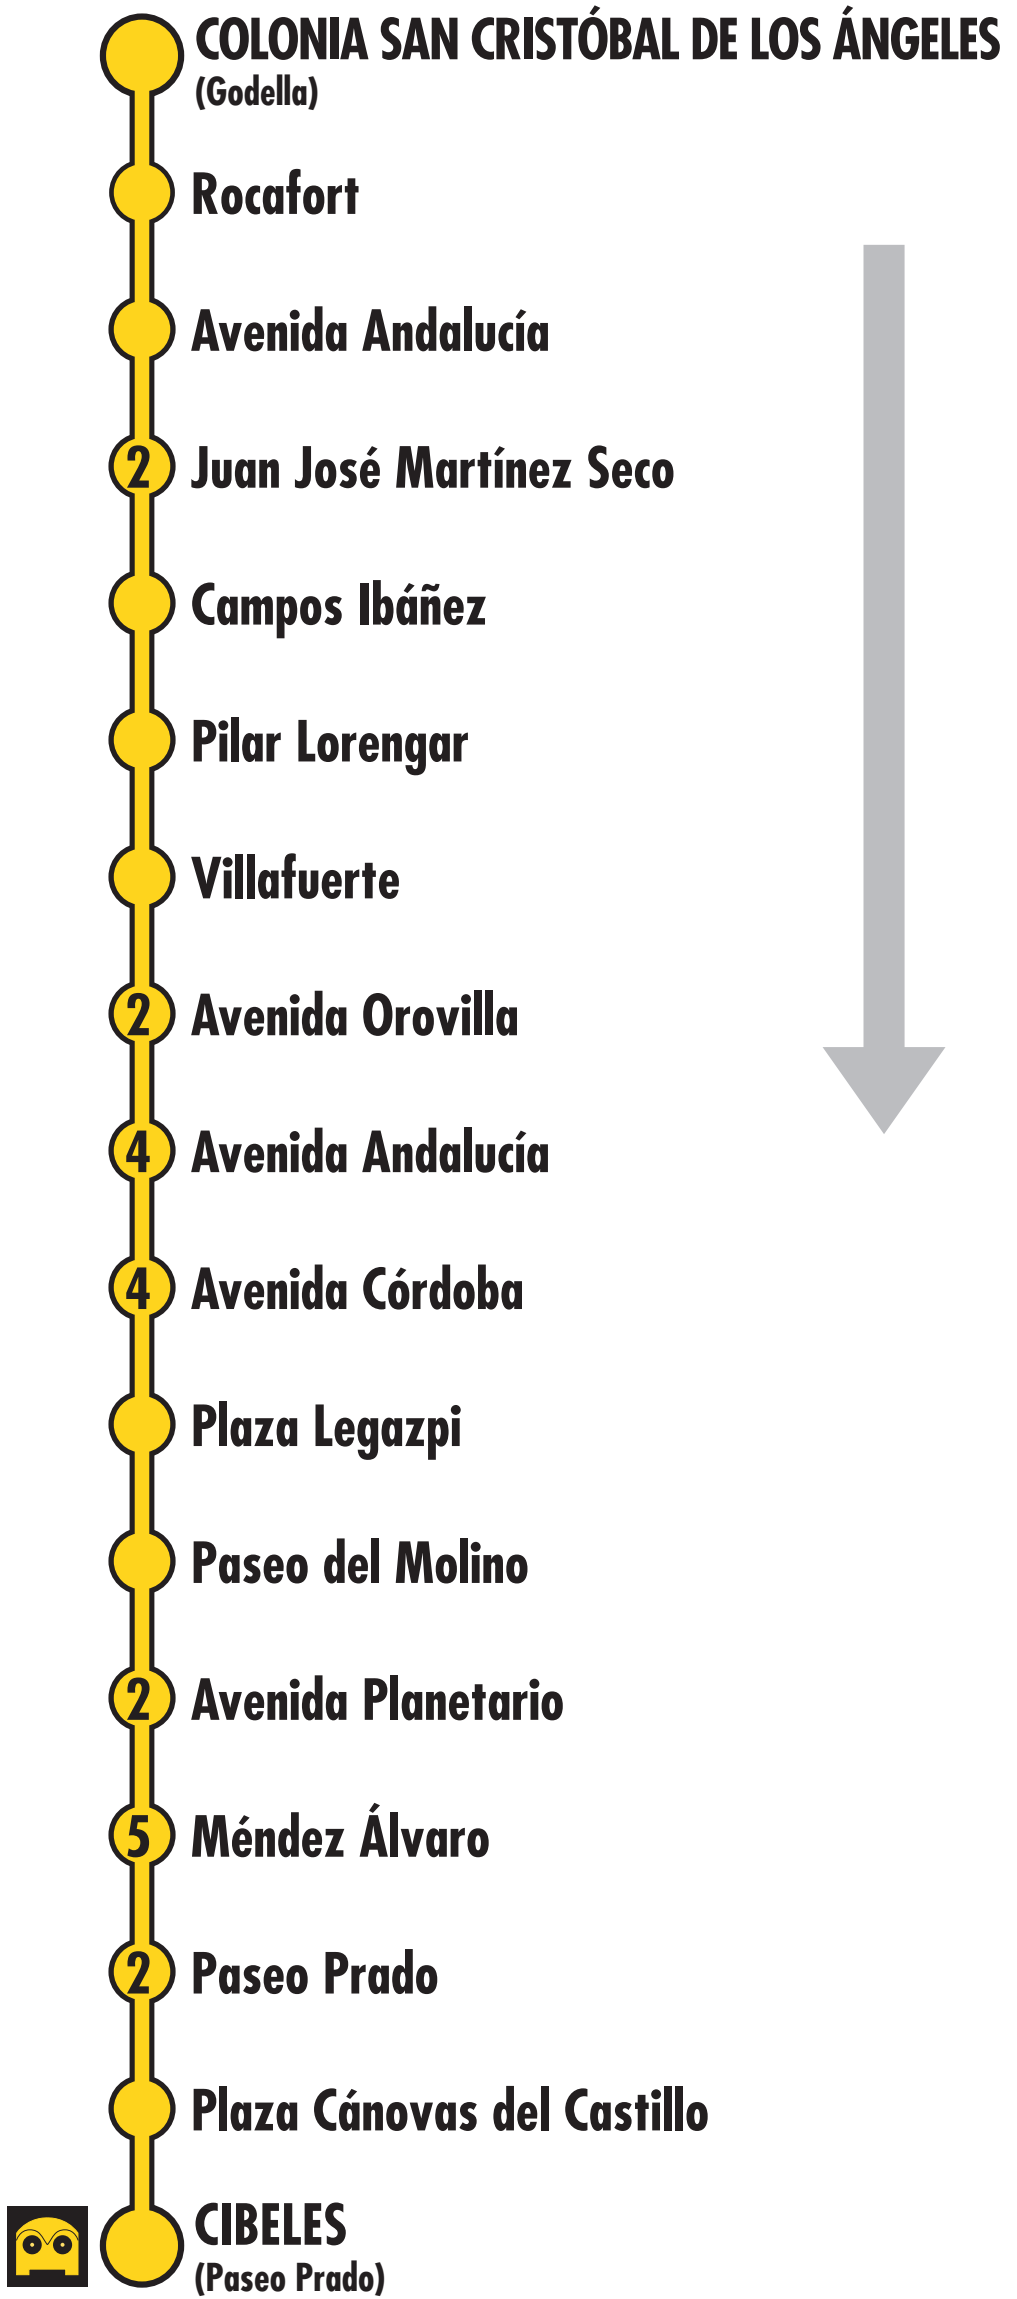 COLONIA SAN CRISTÓBAL DE LOS ÁNGELES
(Godella)
Rocafort
Avenida Andalucía
2 Juan José Martínez Seco
Campos Ibáñez
Pilar Lorengar
Villafuerte
2 Avenida Orovilla
4 Avenida Andalucía
4 Avenida Córdoba
Plaza Legazpi
Paseo del Molino
2 Avenida Planetario
5 Méndez Álvaro
2 Paseo Prado
Plaza Cánovas del Castillo
CIBELES
(Paseo Prado)